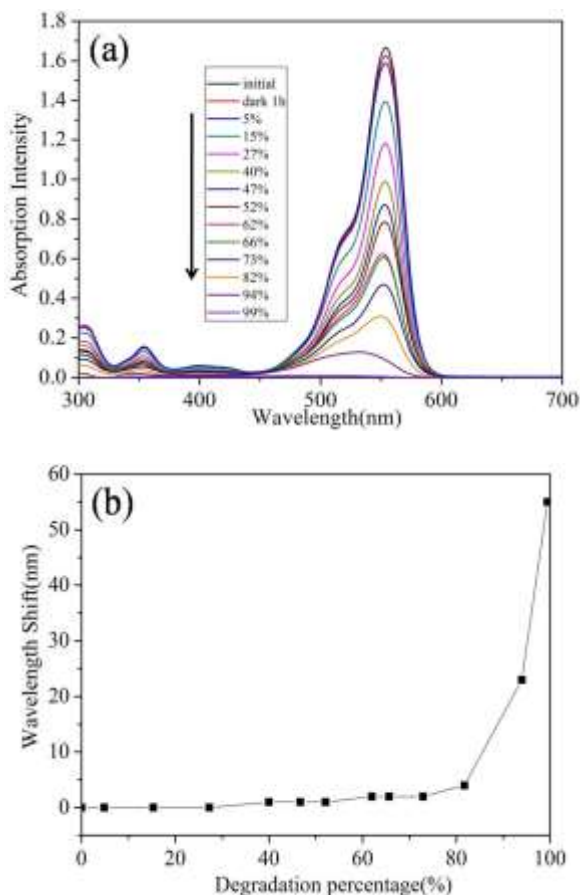 (a)
Absorption Intensity
1.8
1.6
1.4
1.2
1.0
0.8
0.6
0.4
0.2
0.0
initial
dark 1h
5%
15%
27%
40%
47%
52%
62%
66%
73%
82%
94%
99%
300 400 500 600 700
Wavelength(nm)
(b)
Wavelength Shift(nm)
60
50
40
30
20
10
0
0 20 40 60 80 100
Degradation percentage(%)